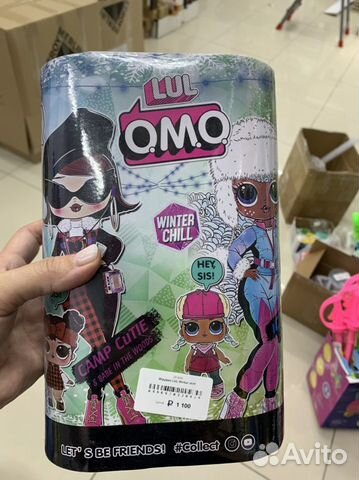 LUL
O.M.O.
WINTER
CHILL
HEY,
SIS!
CAMP CUTIE
& BABE IN THE WOODS
₽ 1 100
LET'S BE FRIENDS! #Collect
Avito